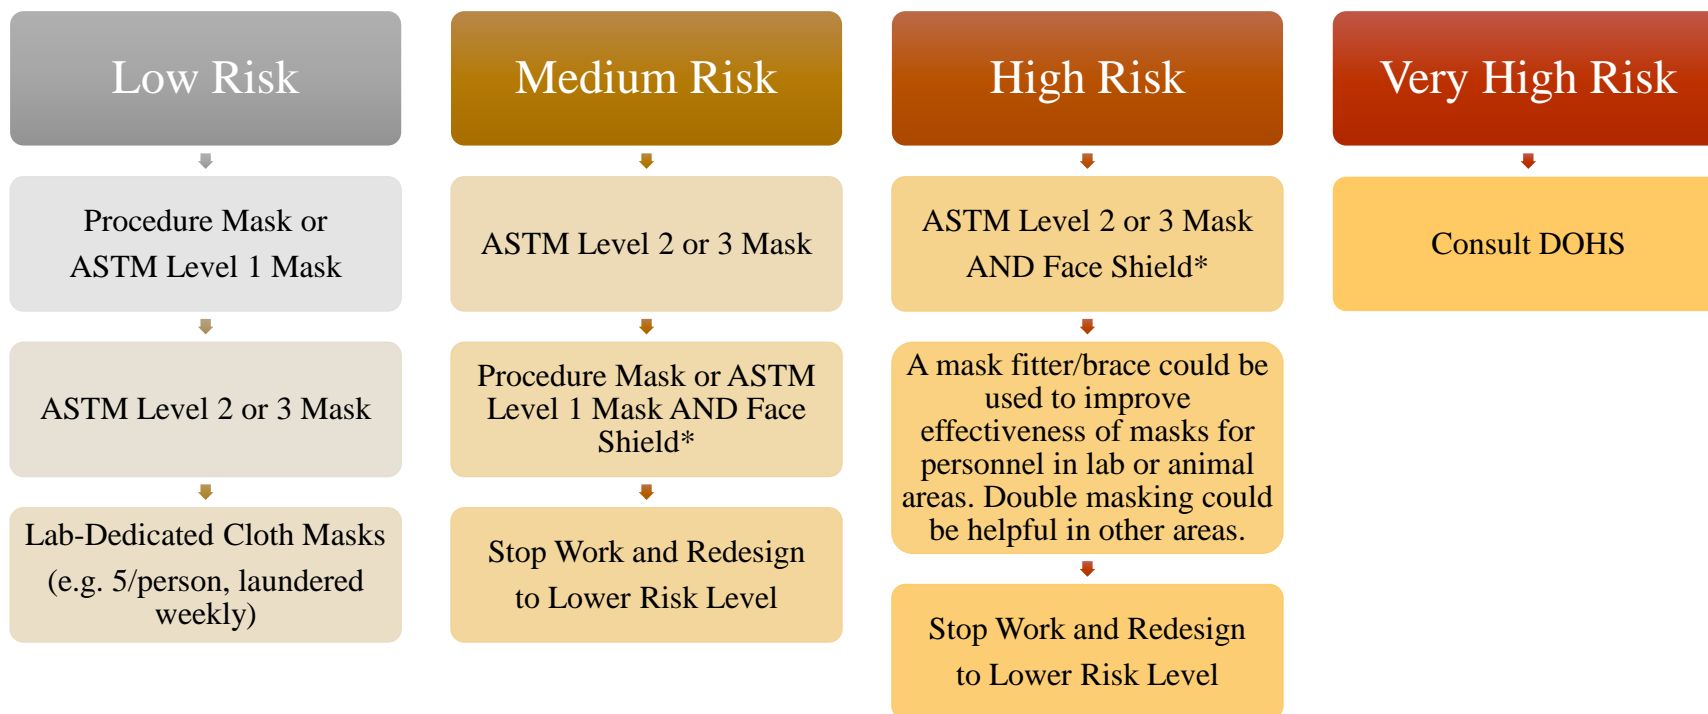 Low Risk
Procedure Mask or
ASTM Level 1 Mask
ASTM Level 2 or 3 Mask
Lab-Dedicated Cloth Masks
(e.g. 5/person, laundered
weekly)
Medium Risk
ASTM Level 2 or 3 Mask
Procedure Mask or ASTM
Level 1 Mask AND Face
Shield*
Stop Work and Redesign
to Lower Risk Level
High Risk
ASTM Level 2 or 3 Mask
AND Face Shield*
A mask fitter/brace could be
used to improve
effectiveness of masks for
personnel in lab or animal
areas. Double masking could
be helpful in other areas.
Stop Work and Redesign
to Lower Risk Level
Very High Risk
Consult DOHS